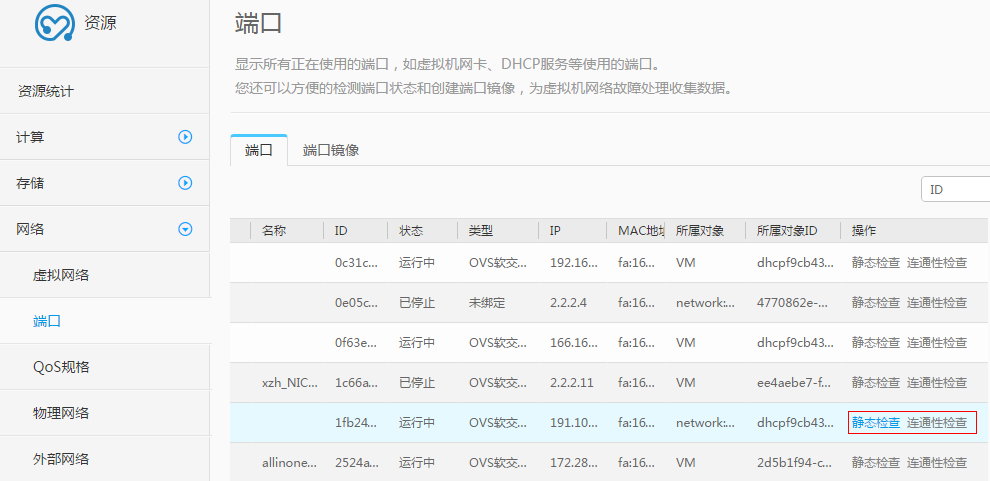 资源
资源统计
计算
存储
网络
虚拟网络
端口
QoS规格
物理网络
外部网络
端口
显示所有正在使用的端口，如虚拟机网卡、DHCP服务等使用的端口。
您还可以方便的检测端口状态和创建端口镜像，为虚拟机网络故障处理收集数据。
端口 端口镜像
ID
名称 ID 状态 类型 IP MAC地址 所属对象 所属对象ID 操作
0c31c... 运行中 OVS软交... 192.16... fa:16... VM dhcpf9cb43... 静态检查 连通性检查
0e05c... 已停止 未绑定 2.2.2.4 fa:16... network:... 4770862e-... 静态检查 连通性检查
0f63e... 运行中 OVS软交... 166.16... fa:16... VM dhcpf9cb43... 静态检查 连通性检查
xzh_NIC... 1c66a... 已停止 OVS软交... 2.2.2.11 fa:16... VM ee4aebe7-f... 静态检查 连通性检查
1fb24... 运行中 OVS软交... 191.10... fa:16... network:... dhcpf9cb43... 静态检查 连通性检查
allinone... 2524a... 运行中 OVS软交... 172.28... fa:16... VM 2d5b1f94-c... 静态检查 连通性检查